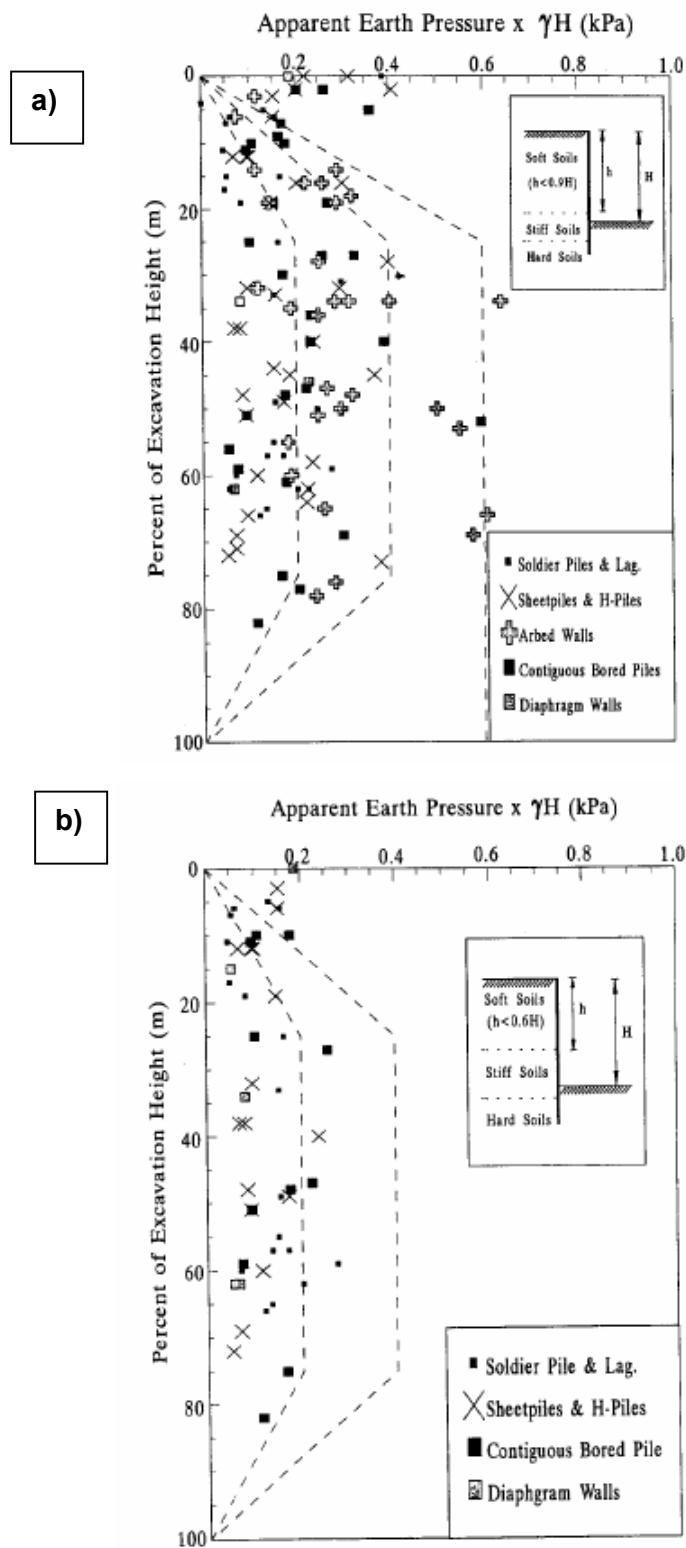 a)
Apparent Earth Pressure x γH (kPa)
0 0.2 0.4 0.6 0.8 1.0
Percent of Excavation Height (m)
0
20
40
60
80
100
Soft Soils
(h<0.9H)
Stiff Soils
Hard Soils
h
H
Soldier Piles & Lag.
Sheetpiles & H-Piles
Arbed Walls
Contiguous Bored Piles
Diaphragm Walls
b)
Apparent Earth Pressure x γH (kPa)
0.2 0.4 0.6 0.8 1.0
Percent of Excavation Height (m)
0
20
40
60
80
100
Soft Soils
(h<0.6H)
Stiff Soils
Hard Soils
h
H
Soldier Pile & Lag.
Sheetpiles & H-Piles
Contiguous Bored Pile
Diaphgram Walls